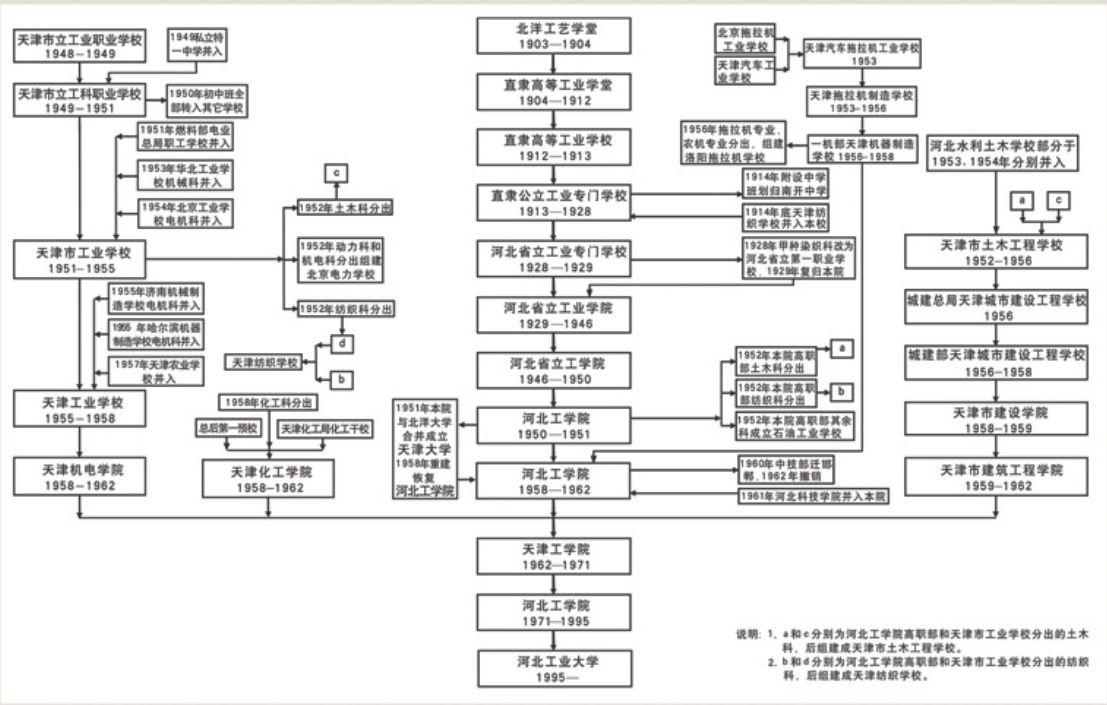 天津市立工业职业学校
1948—1949
1949私立特
一中学并入
天津市立工科职业学校
1949—1951
1950年初中班全
部转入其它学校
1951年燃料部电业
总局职工学校并入
1953年华北工业学
校机械科并入
1954年北京工业学
校电机科并入
天津市工业学校
1951—1955
c
1952年土木科分出
1952年动力科和
机电科分出组建
北京电力学校
1952年纺织科分出
d
天津纺织学校
b
1955年济南机械制
造学校电机科并入
1955 年哈尔滨机器
制造学校电机科并入
1957年天津农业学
校并入
天津工业学校
1955—1958
天津机电学院
1958—1962
1958年化工科分出
总后第一预校
天津化工局化工干校
天津化工学院
1958—1962
北洋工艺学堂
1903—1904
直隶高等工业学堂
1904—1912
直隶高等工业学校
1912—1913
直隶公立工业专门学校
1913—1928
1914年附设中学
班划归南开中学
1914年底天津纺
织学校并入本校
河北省立工业专门学校
1928—1929
1928年甲种染织科改为
河北省立第一职业学
校，1929年复归本院
河北省立工业学院
1929—1946
河北省立工学院
1946—1950
河北工学院
1950—1951
1951年本院
与北洋大学
合并成立
天津大学
1958年重建
恢复
河北工学院
1952年本院高职
部土木科分出
a
1952年本院高职
部纺织科分出
b
1952年本院高职部其余
科成立石油工业学校
河北工学院
1958—1962
1960年中技部迁邯
郸，1962年撤销
1961年河北科技学院并入本院
北京拖拉机
工业学校
天津汽车工
业学校
天津汽车拖拉机工业学校
1953
天津拖拉机制造学校
1953-1956
一机部天津机器制造
学校 1956-1958
1956年拖拉机专业、
农机专业分出，组建
洛阳拖拉机学校
河北水利土木学校部分于
1953、1954年分别并入
a
c
天津市土木工程学校
1952—1956
城建总局天津城市建设工程学校
1956
城建部天津城市建设工程学校
1956—1958
天津市建设学院
1958—1959
天津市建筑工程学院
1959—1962
天津工学院
1962—1971
河北工学院
1971—1995
河北工业大学
1995—
说明：1、a和c分别为河北工学院高职部和天津市工业学校分出的土木
科，后组建成天津市土木工程学校。
2、b和d分别为河北工学院高职部和天津市工业学校分出的纺织
科，后组建成天津纺织学校。